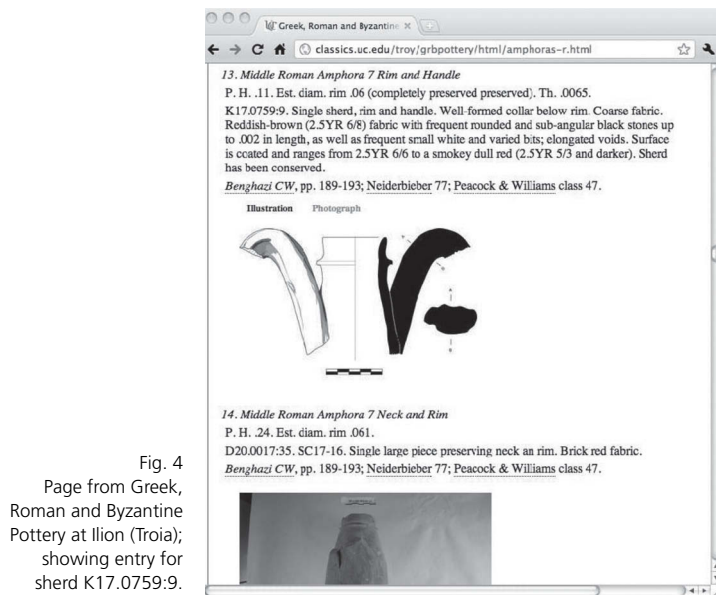 Greek, Roman and Byzantin
classics.uc.edu/troy/grbpottery/html/amphoras-r.html
13. Middle Roman Amphora 7 Rim and Handle
P. H. .11. Est. diam. rim .06 (completely preserved preserved). Th. .0065.
K17.0759:9. Single sherd, rim and handle. Well-formed collar below rim. Coarse fabric.
Reddish-brown (2.5YR 6/8) fabric with frequent rounded and sub-angular black stones up
to .002 in length, as well as frequent small white and varied bits; elongated voids. Surface
is coated and ranges from 2.5YR 6/6 to a smokey dull red (2.5YR 5/3 and darker). Sherd
has been conserved.
Benghazi CW, pp. 189-193; Neiderbieber 77; Peacock & Williams class 47.
Illustration Photograph
14. Middle Roman Amphora 7 Neck and Rim
P. H. .24. Est. diam. rim .061.
D20.0017:35. SC17-16. Single large piece preserving neck an rim. Brick red fabric.
Benghazi CW, pp. 189-193; Neiderbieber 77; Peacock & Williams class 47.
Fig. 4
Page from Greek,
Roman and Byzantine
Pottery at Ilion (Troia);
showing entry for
sherd K17.0759:9.